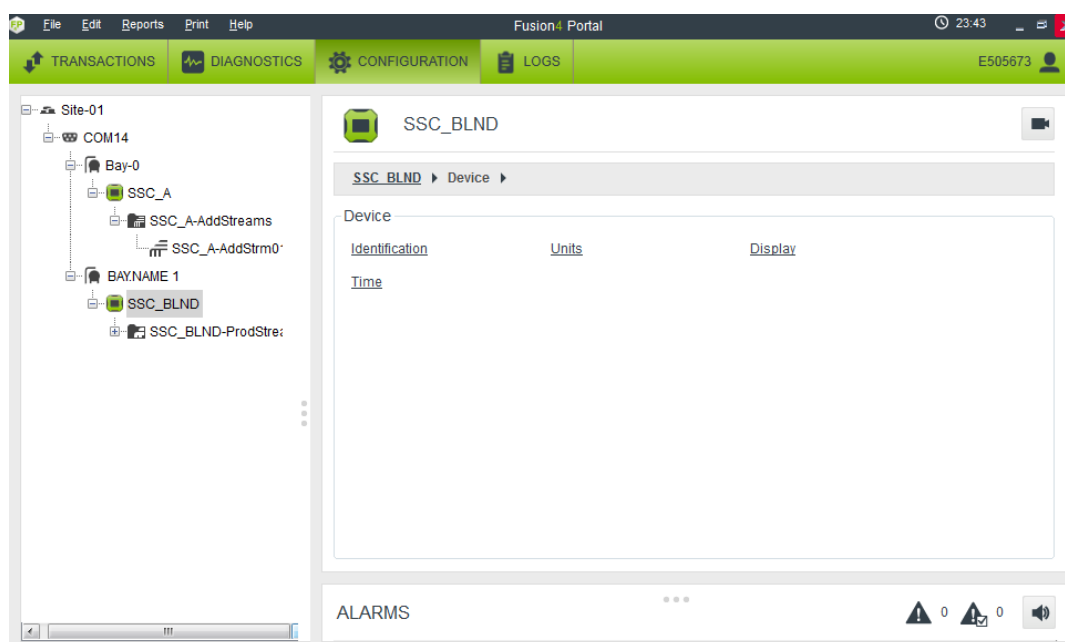 EP File Edit Reports Print Help Fusion4 Portal 23:43
TRANSACTIONS DIAGNOSTICS CONFIGURATION LOGS E505673
Site-01
COM14
Bay-0
SSC_A
SSC_A-AddStreams
SSC_A-AddStrm0
BAY.NAME 1
SSC_BLND
SSC_BLND-ProdStrea
SSC_BLND
SSC_BLND Device
Device
Identification Units Display
Time
ALARMS 0 0